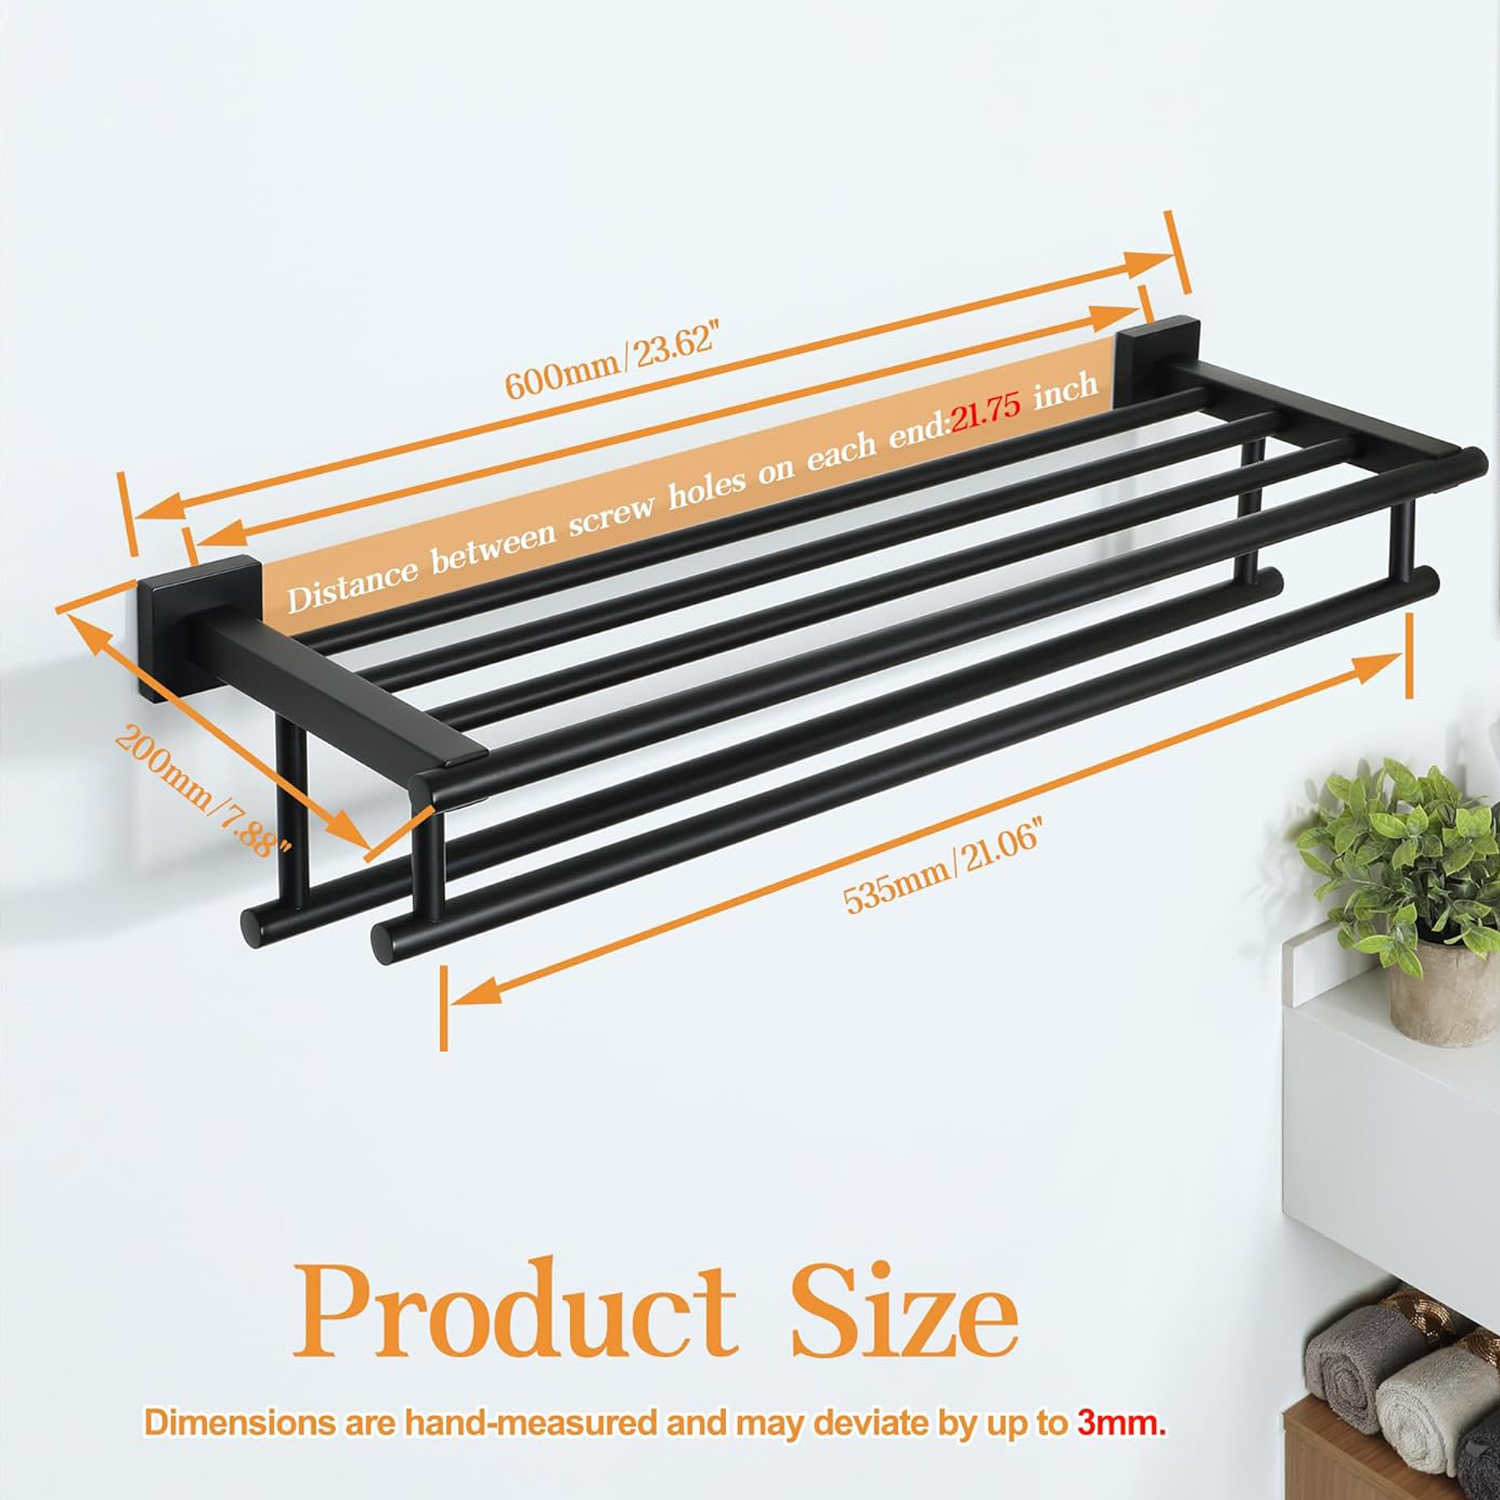 600mm/23.62"
Distance between screw holes on each end:21.75 inch
200mm/7.88"
535mm/21.06"
Product Size
Dimensions are hand-measured and may deviate by up to 3mm.